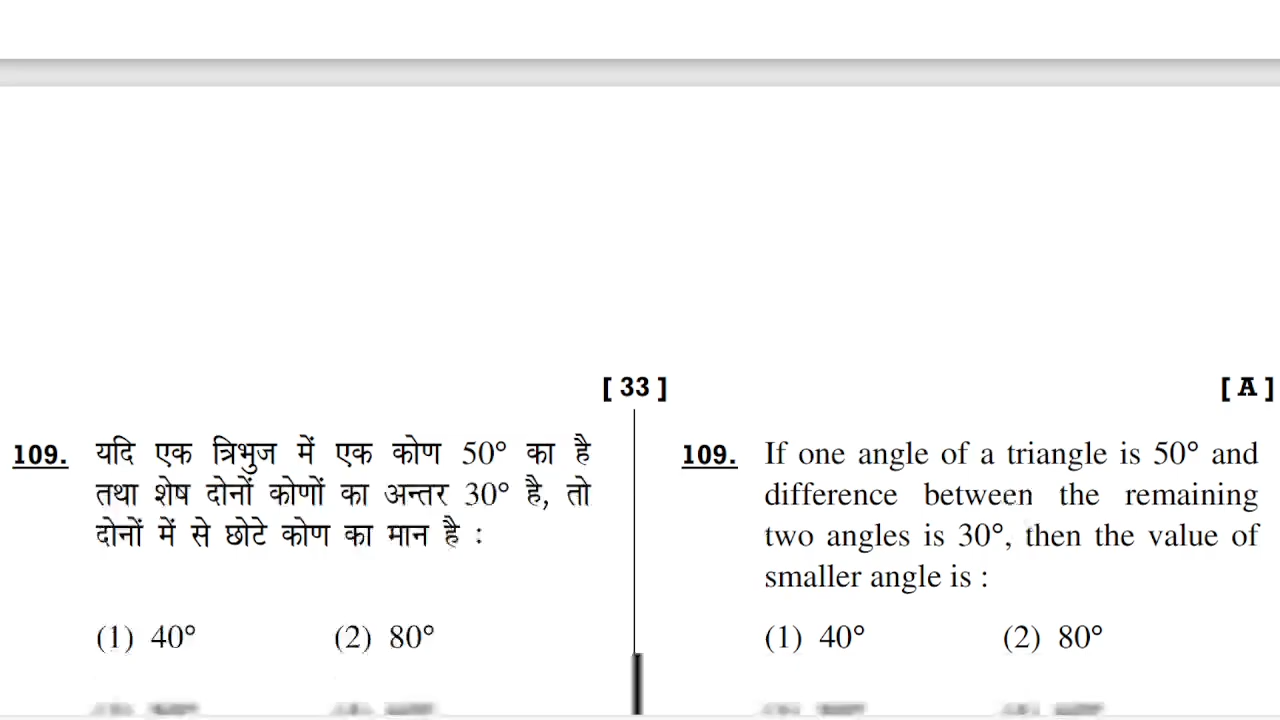 [ 33 ]
[ A ]
109. यदि एक त्रिभुज में एक कोण 50° का है
तथा शेष दोनों कोणों का अन्तर 30° है, तो
दोनों में से छोटे कोण का मान है :
(1) 40° (2) 80°
109. If one angle of a triangle is 50° and
difference between the remaining
two angles is 30°, then the value of
smaller angle is :
(1) 40° (2) 80°